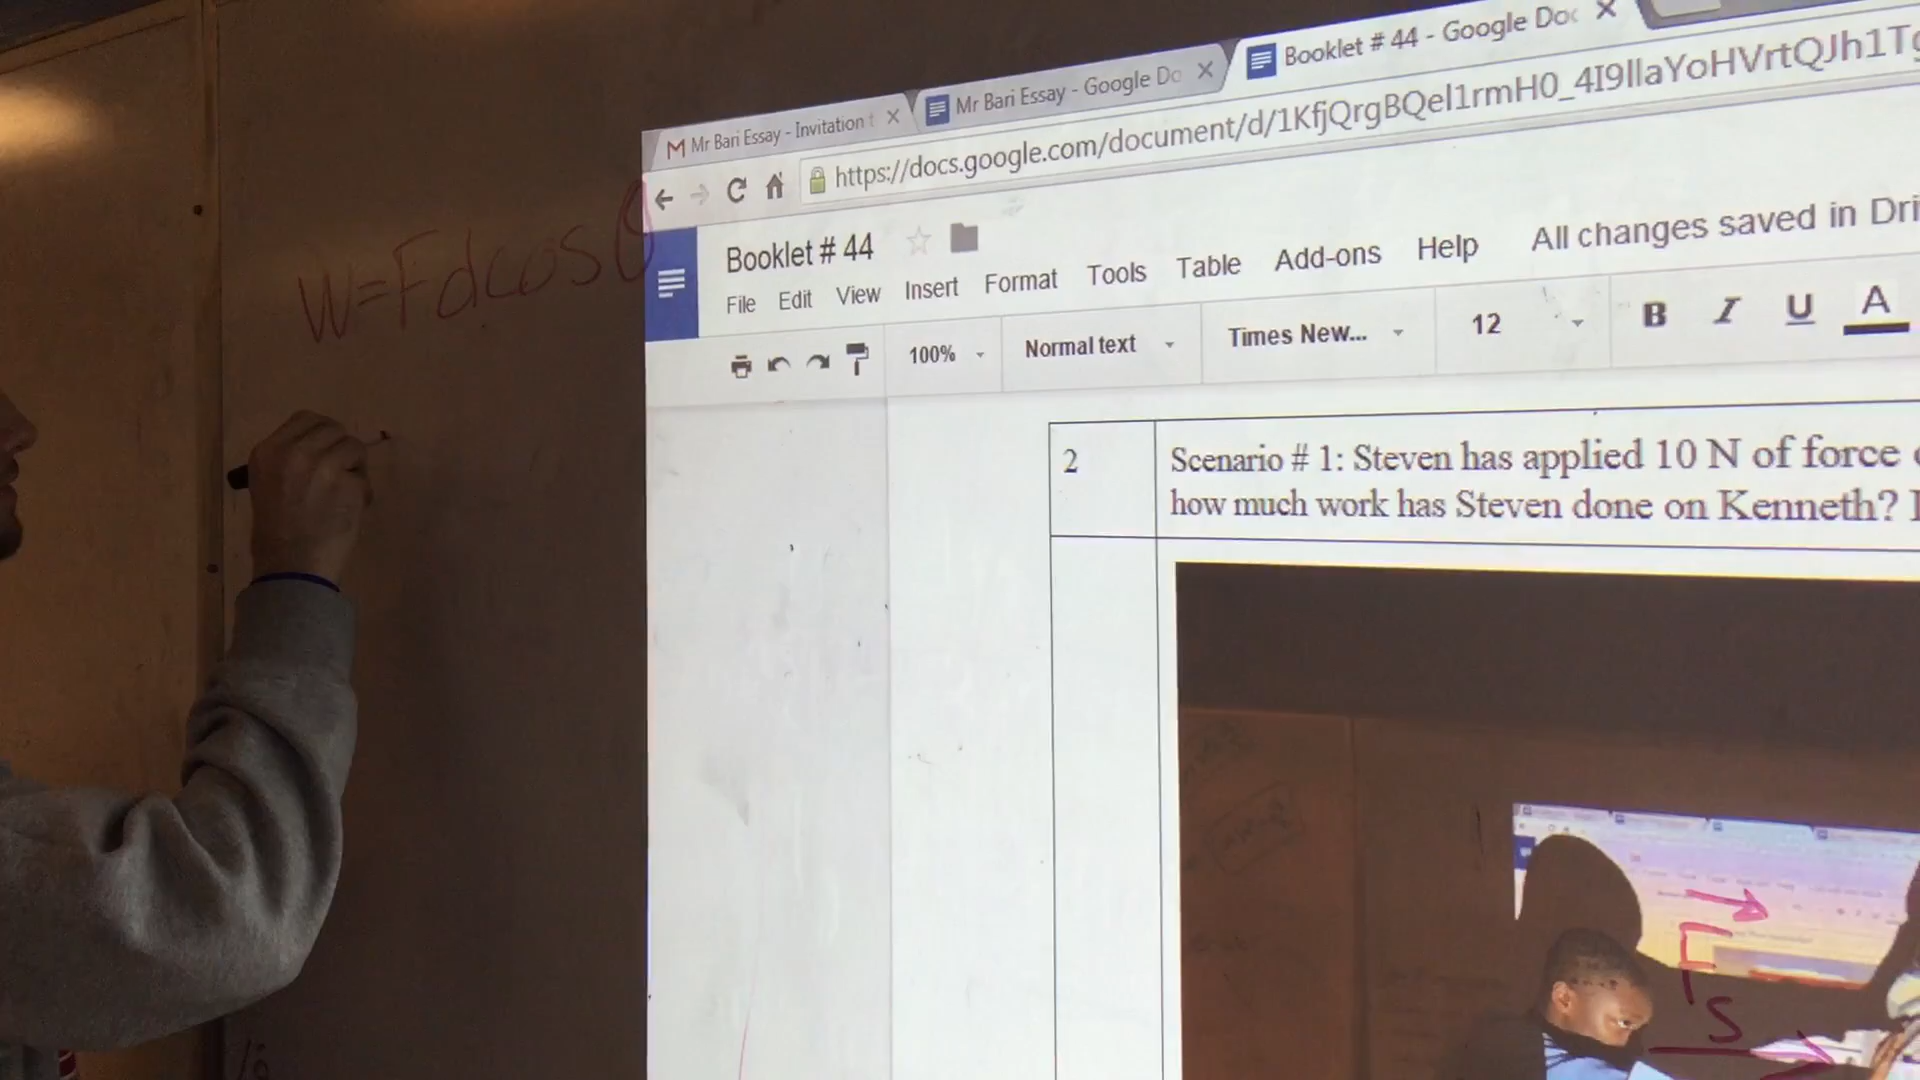 Mr Bari Essay - Invitation t
Mr Bari Essay - Google Do
Booklet # 44 - Google Doc
https://docs.google.com/document/d/1KfjQrgBQel1rmH0_4I9llaYoHVrtQJh1Tg
W=Fdcosθ
Booklet # 44
File Edit View Insert Format Tools Table Add-ons Help All changes saved in Dri
100% Normal text Times New... 12 B I U A
2
Scenario # 1: Steven has applied 10 N of force
how much work has Steven done on Kenneth?
F
S